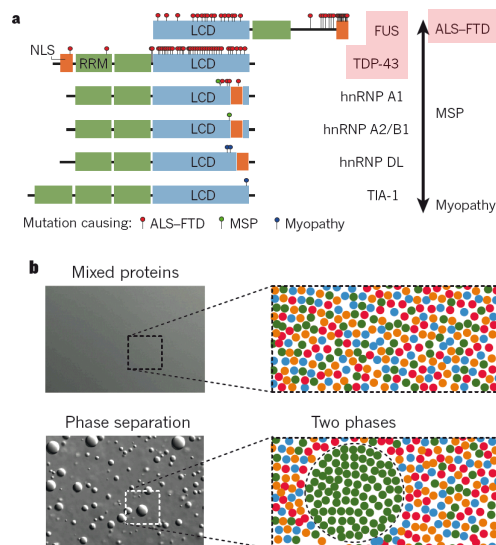 a
LCD
FUS
ALS–FTD
NLS
RRM
LCD
TDP-43
LCD
hnRNP A1
MSP
LCD
hnRNP A2/B1
LCD
hnRNP DL
LCD
TIA-1
Myopathy
Mutation causing: ALS–FTD MSP Myopathy
b
Mixed proteins
Phase separation
Two phases